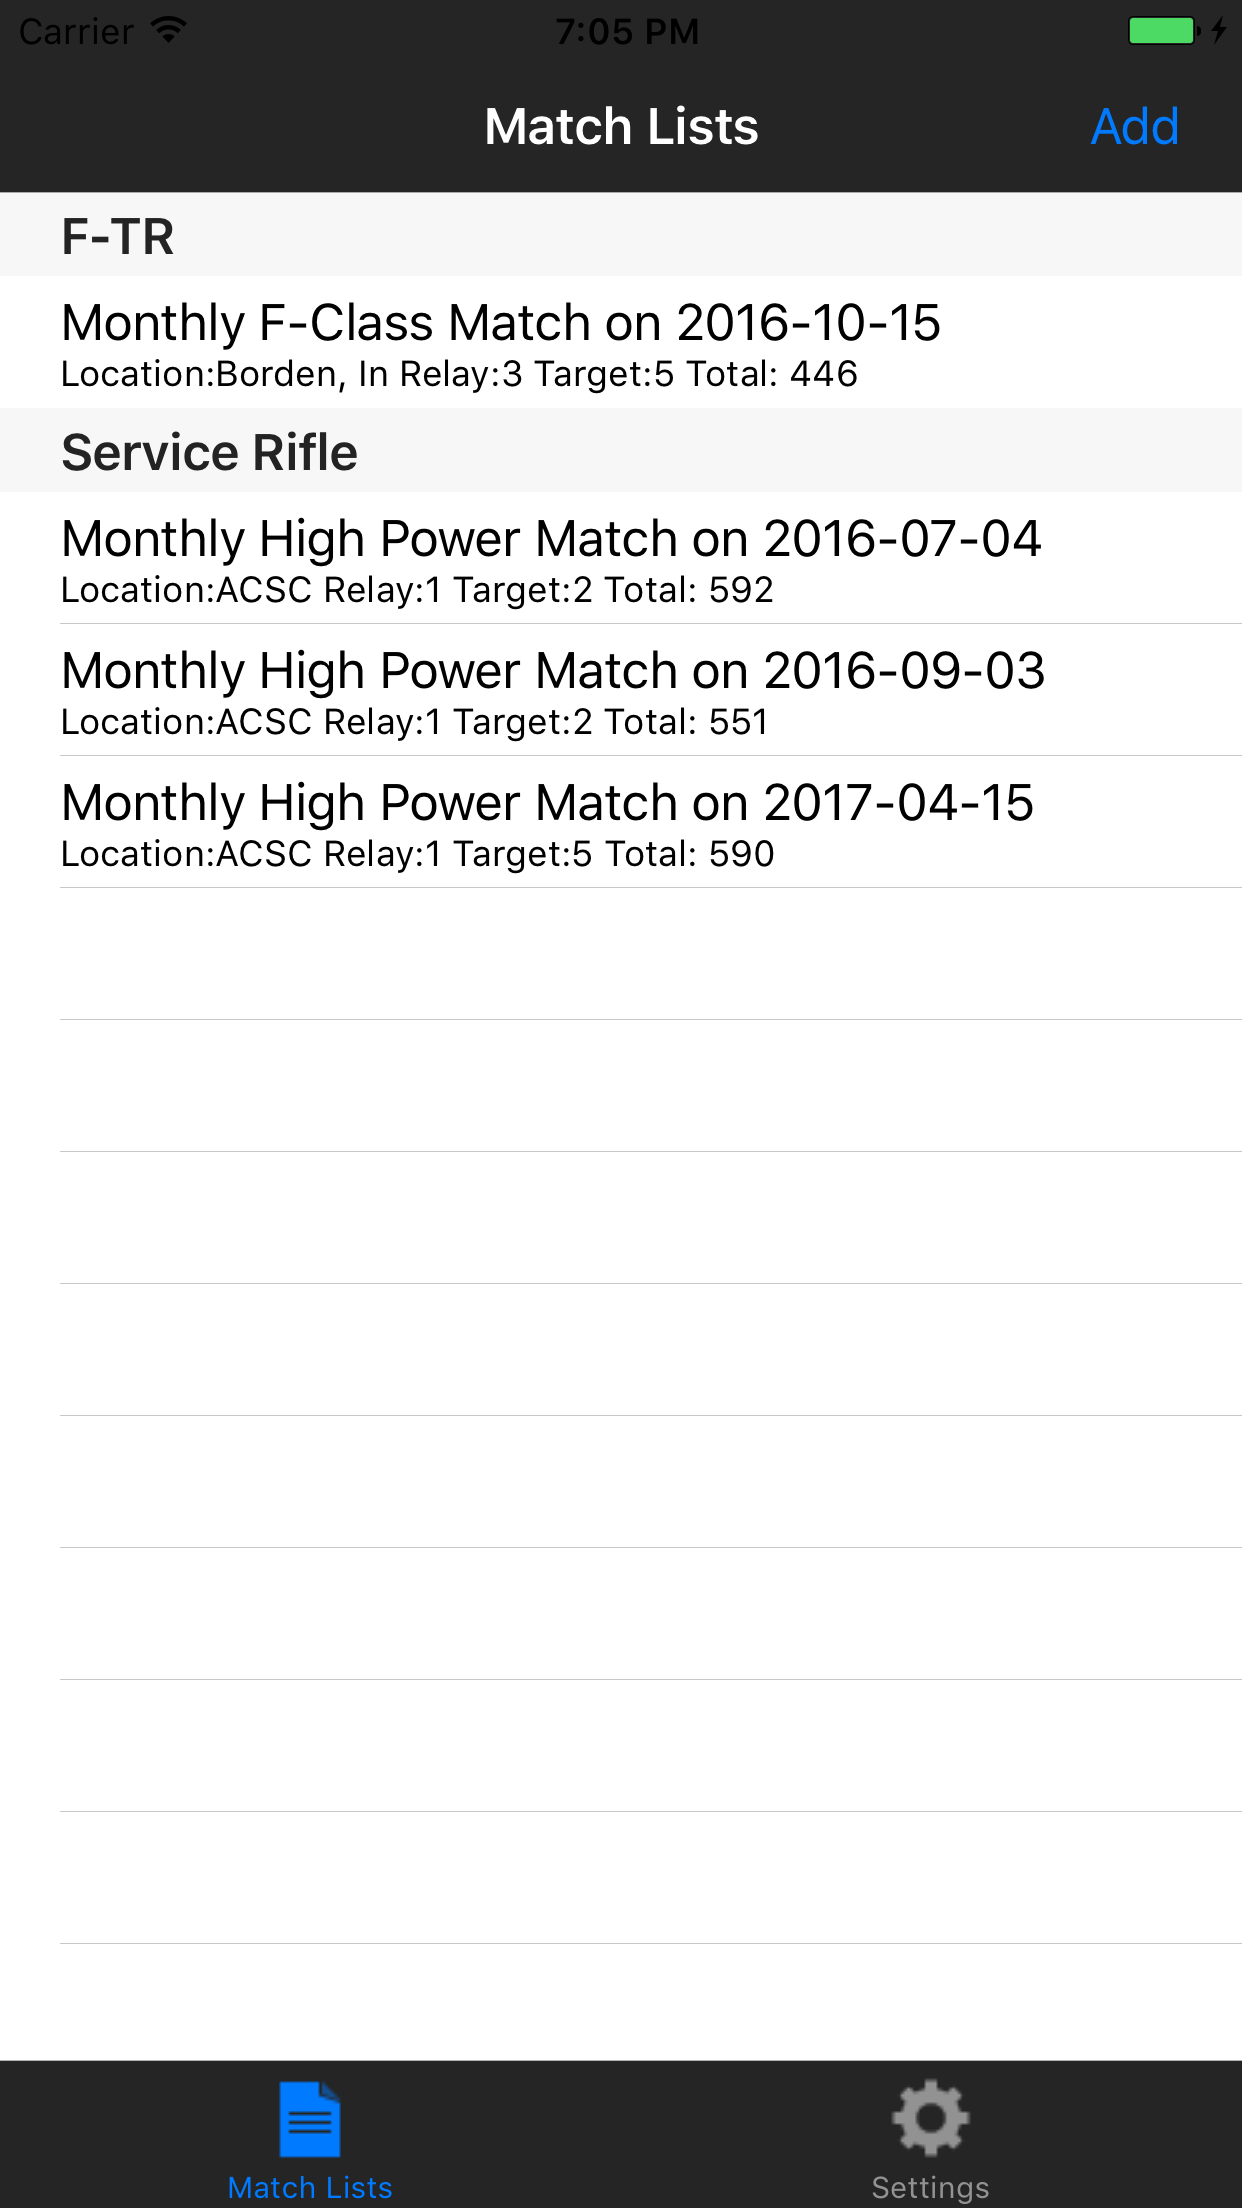 Carrier 7:05 PM
Match Lists Add
F-TR
Monthly F-Class Match on 2016-10-15
Location:Borden, In Relay:3 Target:5 Total: 446
Service Rifle
Monthly High Power Match on 2016-07-04
Location:ACSC Relay:1 Target:2 Total: 592
Monthly High Power Match on 2016-09-03
Location:ACSC Relay:1 Target:2 Total: 551
Monthly High Power Match on 2017-04-15
Location:ACSC Relay:1 Target:5 Total: 590
Match Lists Settings